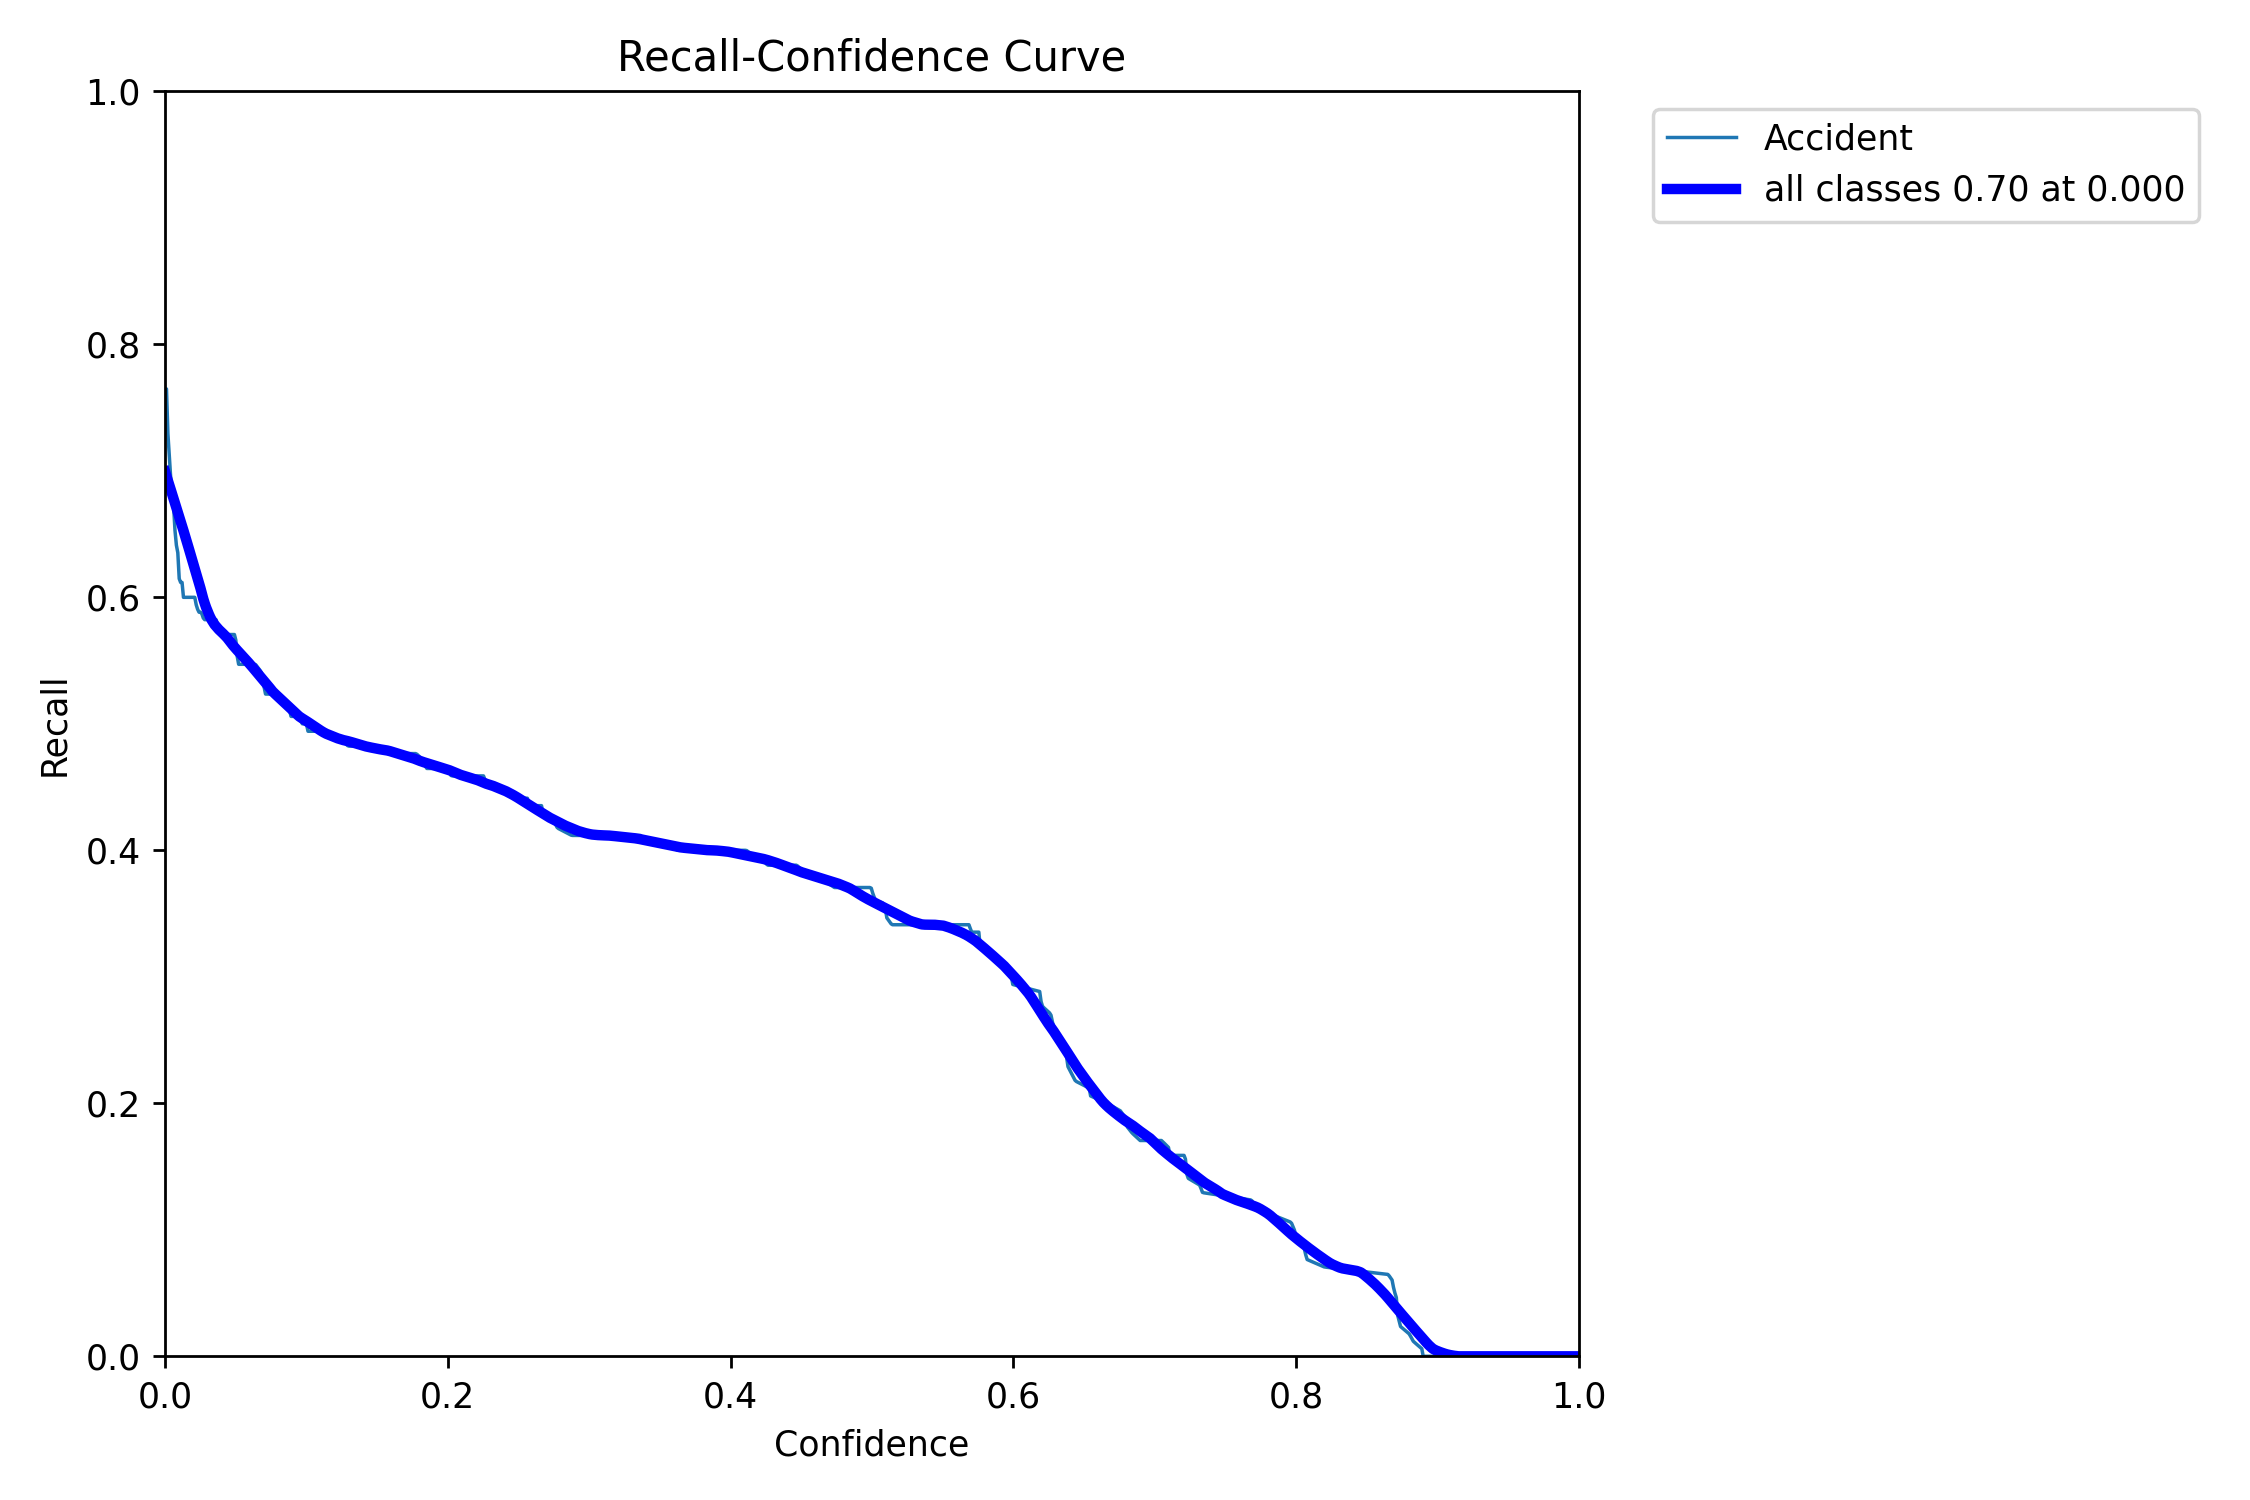 Recall-Confidence Curve
1.0
0.8
0.6
0.4
0.2
0.0
Recall
0.0 0.2 0.4 0.6 0.8 1.0
Confidence
Accident
all classes 0.70 at 0.000